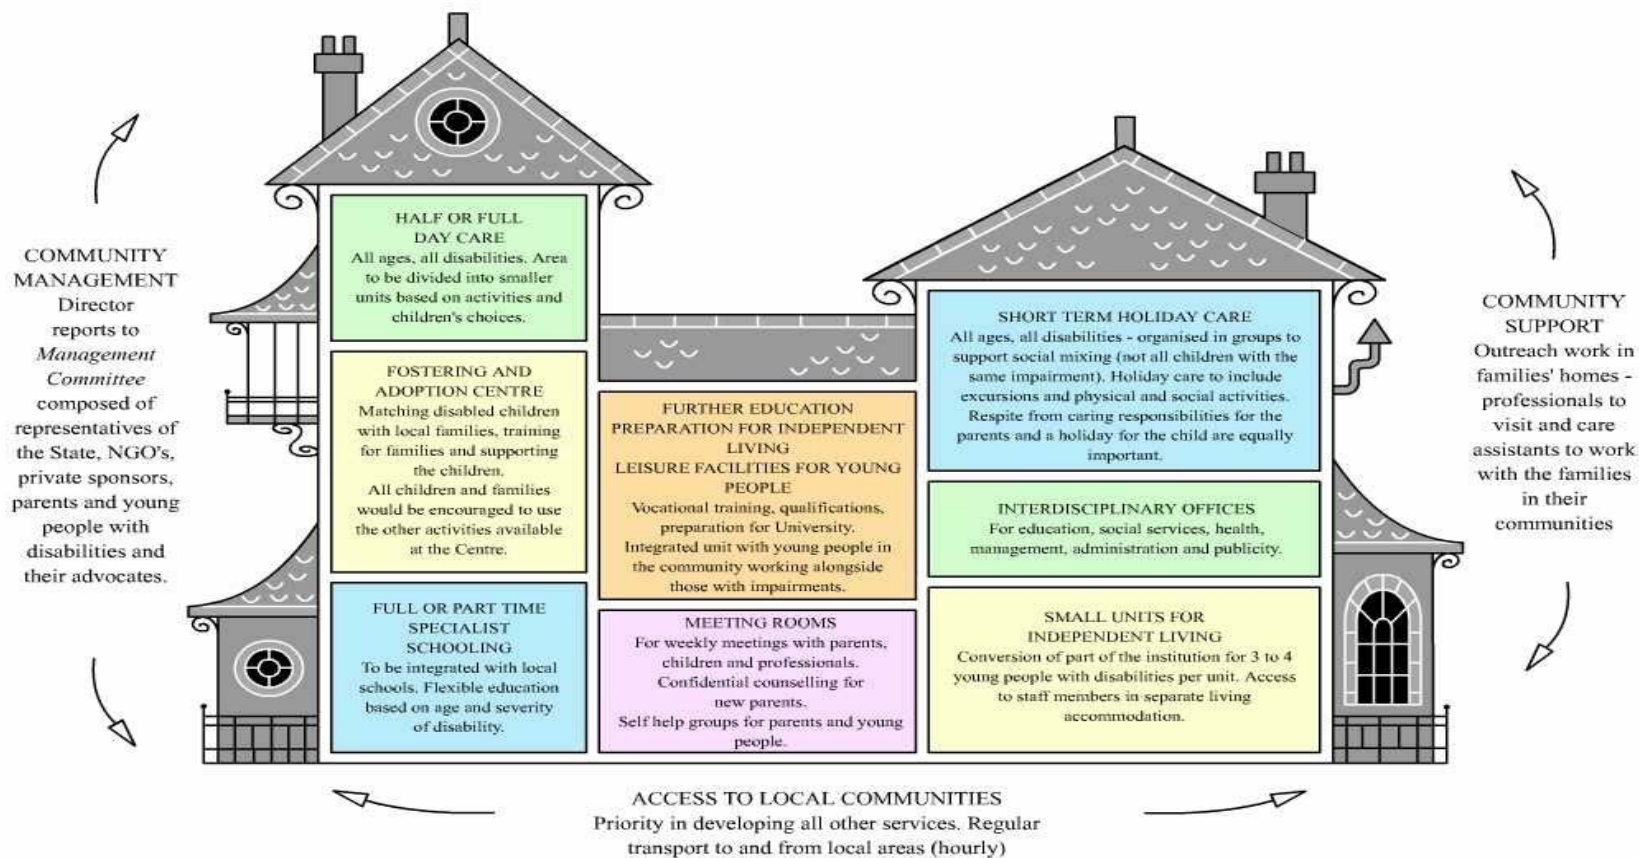 COMMUNITY
MANAGEMENT
Director
reports to
Management
Committee
composed of
representatives of
the State, NGO's,
private sponsors,
parents and young
people with
disabilities and
their advocates.
HALF OR FULL
DAY CARE
All ages, all disabilities. Area
to be divided into smaller
units based on activities and
children's choices.
FOSTERING AND
ADOPTION CENTRE
Matching disabled children
with local families, training
for families and supporting
the children.
All children and families
would be encouraged to use
the other activities available
at the Centre.
FULL OR PART TIME
SPECIALIST
SCHOOLING
To be integrated with local
schools. Flexible education
based on age and severity
of disability.
FURTHER EDUCATION
PREPARATION FOR INDEPENDENT
LIVING
LEISURE FACILITIES FOR YOUNG
PEOPLE
Vocational training, qualifications,
preparation for University.
Integrated unit with young people in
the community working alongside
those with impairments.
MEETING ROOMS
For weekly meetings with parents,
children and professionals.
Confidential counselling for
new parents.
Self help groups for parents and young
people.
SHORT TERM HOLIDAY CARE
All ages, all disabilities - organised in groups to
support social mixing (not all children with the
same impairment). Holiday care to include
excursions and physical and social activities.
Respite from caring responsibilities for the
parents and a holiday for the child are equally
important.
INTERDISCIPLINARY OFFICES
For education, social services, health,
management, administration and publicity.
SMALL UNITS FOR
INDEPENDENT LIVING
Conversion of part of the institution for 3 to 4
young people with disabilities per unit. Access
to staff members in separate living
accommodation.
COMMUNITY
SUPPORT
Outreach work in
families' homes -
professionals to
visit and care
assistants to work
with the families
in their
communities
ACCESS TO LOCAL COMMUNITIES
Priority in developing all other services. Regular
transport to and from local areas (hourly)